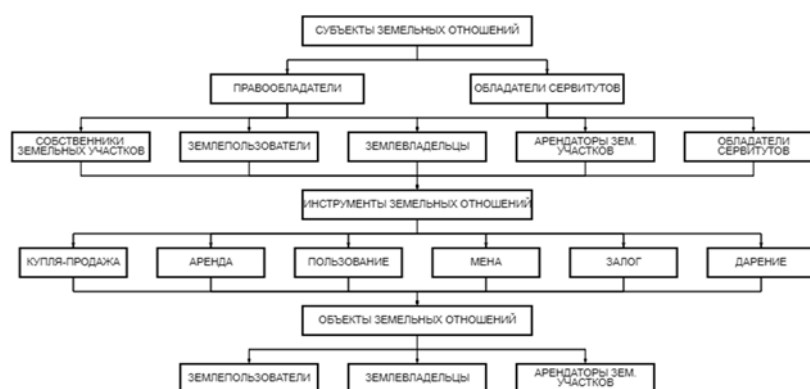 СУБЪЕКТЫ ЗЕМЕЛЬНЫХ ОТНОШЕНИЙ
ПРАВООБЛАДАТЕЛИ
ОБЛАДАТЕЛИ СЕРВИТУТОВ
СОБСТВЕННИКИ
ЗЕМЕЛЬНЫХ УЧАСТКОВ
ЗЕМЛЕПОЛЬЗОВАТЕЛИ
ЗЕМЛЕВЛАДЕЛЬЦЫ
АРЕНДАТОРЫ ЗЕМ.
УЧАСТКОВ
ОБЛАДАТЕЛИ
СЕРВИТУТОВ
ИНСТРУМЕНТЫ ЗЕМЕЛЬНЫХ ОТНОШЕНИЙ
КУПЛЯ-ПРОДАЖА
АРЕНДА
ПОЛЬЗОВАНИЕ
МЕНА
ЗАЛОГ
ДАРЕНИЕ
ОБЪЕКТЫ ЗЕМЕЛЬНЫХ ОТНОШЕНИЙ
ЗЕМЛЕПОЛЬЗОВАТЕЛИ
ЗЕМЛЕВЛАДЕЛЬЦЫ
АРЕНДАТОРЫ ЗЕМ.
УЧАСТКОВ